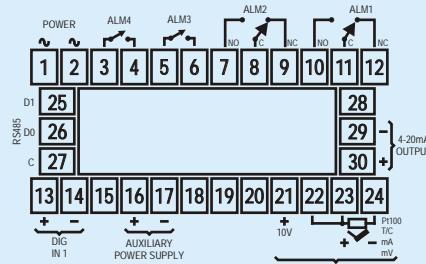 POWER ALM4 ALM3 ALM2 ALM1
NO C NC NO C NC
1 2 3 4 5 6 7 8 9 10 11 12
D1 25 28
RS485 D0 26 29 − 4-20mA
C 27 30 + OUTPUT
13 14 15 16 17 18 19 20 21 22 23 24
+ − + − + Pt100
DIG AUXILIARY 10V T/C
IN 1 POWER SUPPLY + − mA
mV